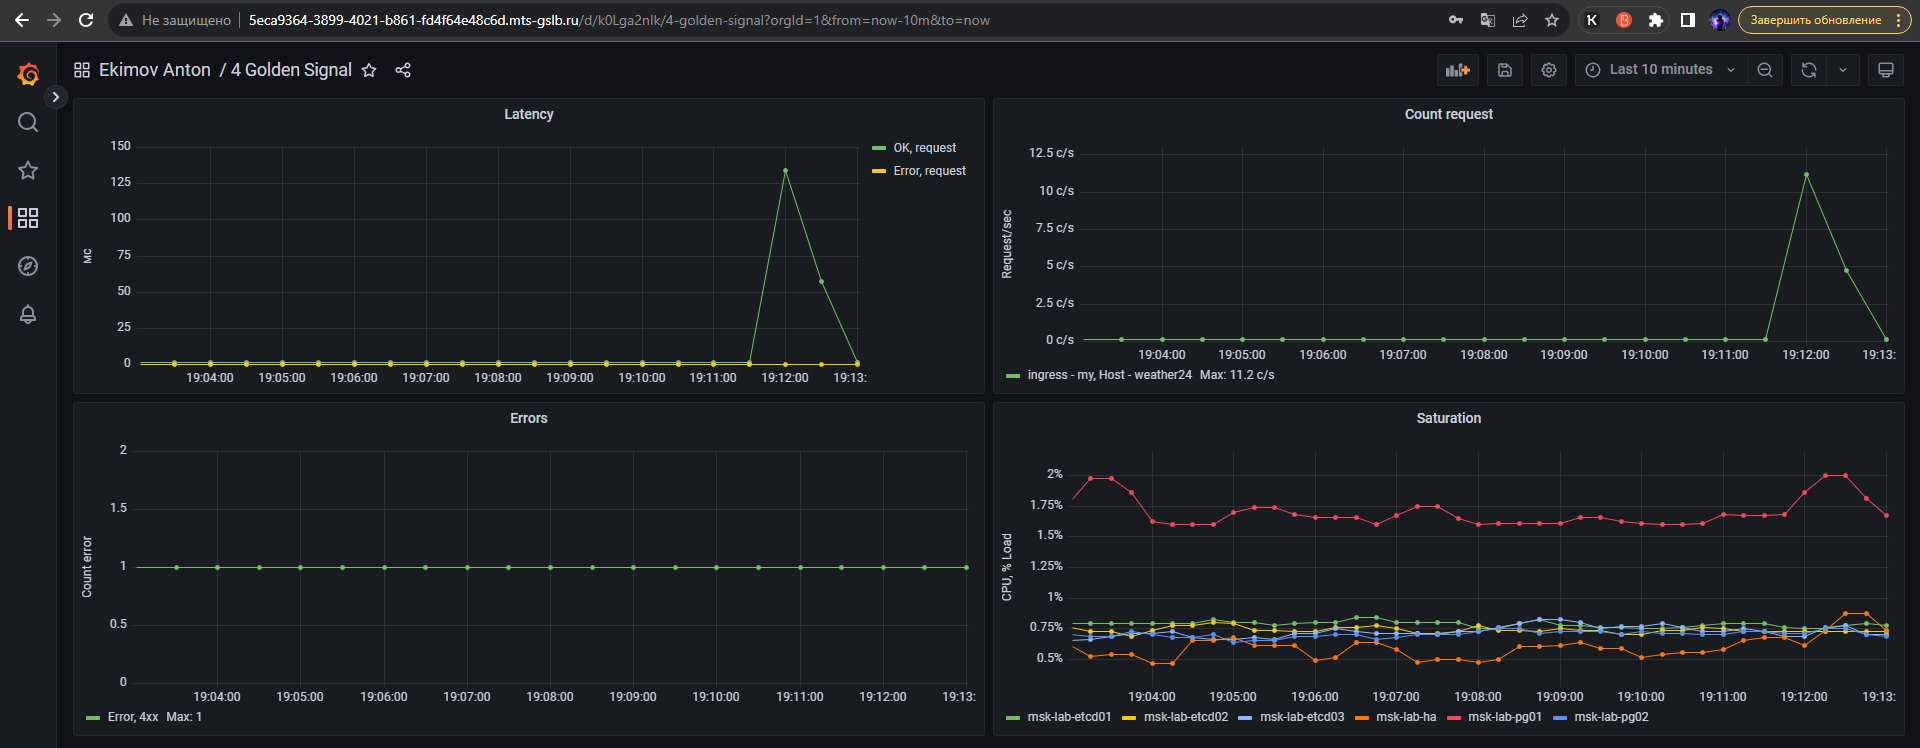 Не защищено 5eca9364-3899-4021-b861-fd4f64e48c6d.mts-gslb.ru/d/k0Lga2nlk/4-golden-signal?orgId=1&from=now-10m&to=now Завершить обновление
Ekimov Anton / 4 Golden Signal Last 10 minutes
Latency
150
125
100
75
50
25
0
мс
19:04:00 19:05:00 19:06:00 19:07:00 19:08:00 19:09:00 19:10:00 19:11:00 19:12:00 19:13:
OK, request
Error, request
Count request
12.5 c/s
10 c/s
7.5 c/s
5 c/s
2.5 c/s
0 c/s
Request/sec
19:04:00 19:05:00 19:06:00 19:07:00 19:08:00 19:09:00 19:10:00 19:11:00 19:12:00 19:13:
ingress - my, Host - weather24 Max: 11.2 c/s
Errors
2
1.5
1
0.5
0
Count error
19:04:00 19:05:00 19:06:00 19:07:00 19:08:00 19:09:00 19:10:00 19:11:00 19:12:00 19:13:
Error, 4xx Max: 1
Saturation
2%
1.75%
1.5%
1.25%
1%
0.75%
0.5%
CPU, % Load
19:04:00 19:05:00 19:06:00 19:07:00 19:08:00 19:09:00 19:10:00 19:11:00 19:12:00 19:13:
msk-lab-etcd01 msk-lab-etcd02 msk-lab-etcd03 msk-lab-ha msk-lab-pg01 msk-lab-pg02